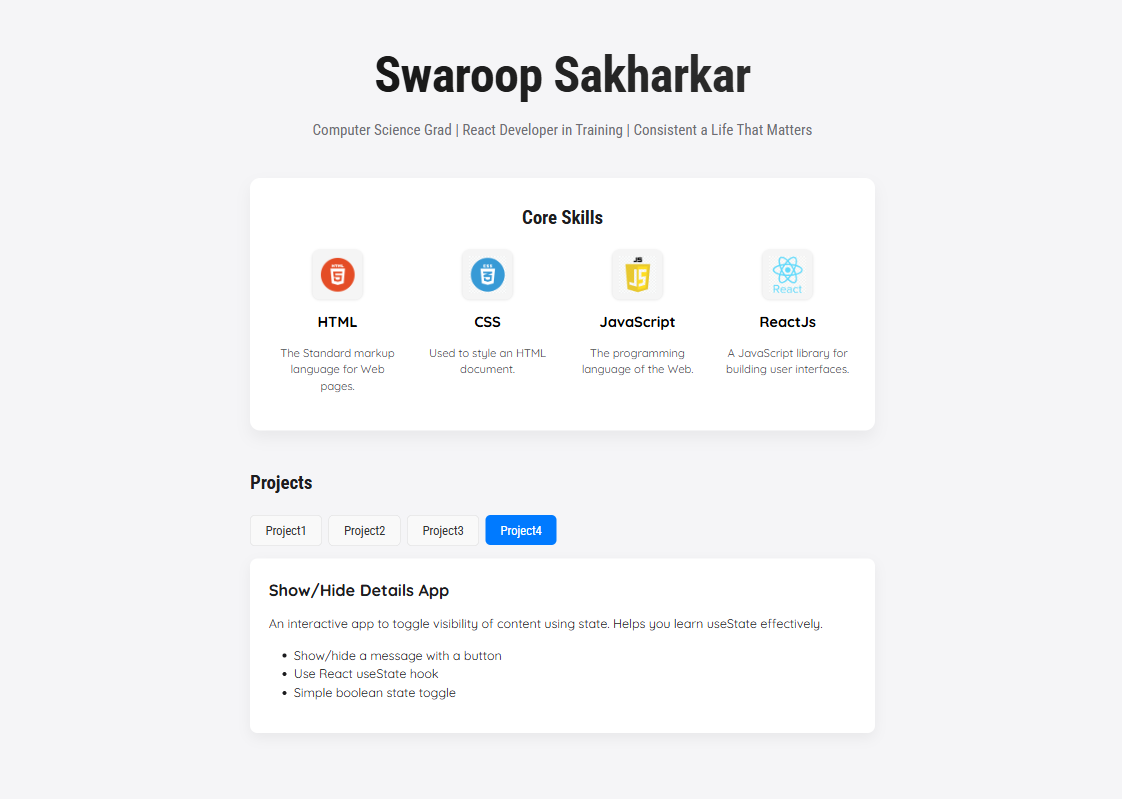 Swaroop Sakharkar
Computer Science Grad | React Developer in Training | Consistent a Life That Matters
Core Skills
HTML
5
CSS
JS
JS
React
HTML
CSS
JavaScript
ReactJs
The Standard markup
language for Web
pages.
Used to style an HTML
document.
The programming
language of the Web.
A JavaScript library for
building user interfaces.
Projects
Project1
Project2
Project3
Project4
Show/Hide Details App
An interactive app to toggle visibility of content using state. Helps you learn useState effectively.
• Show/hide a message with a button
• Use React useState hook
• Simple boolean state toggle